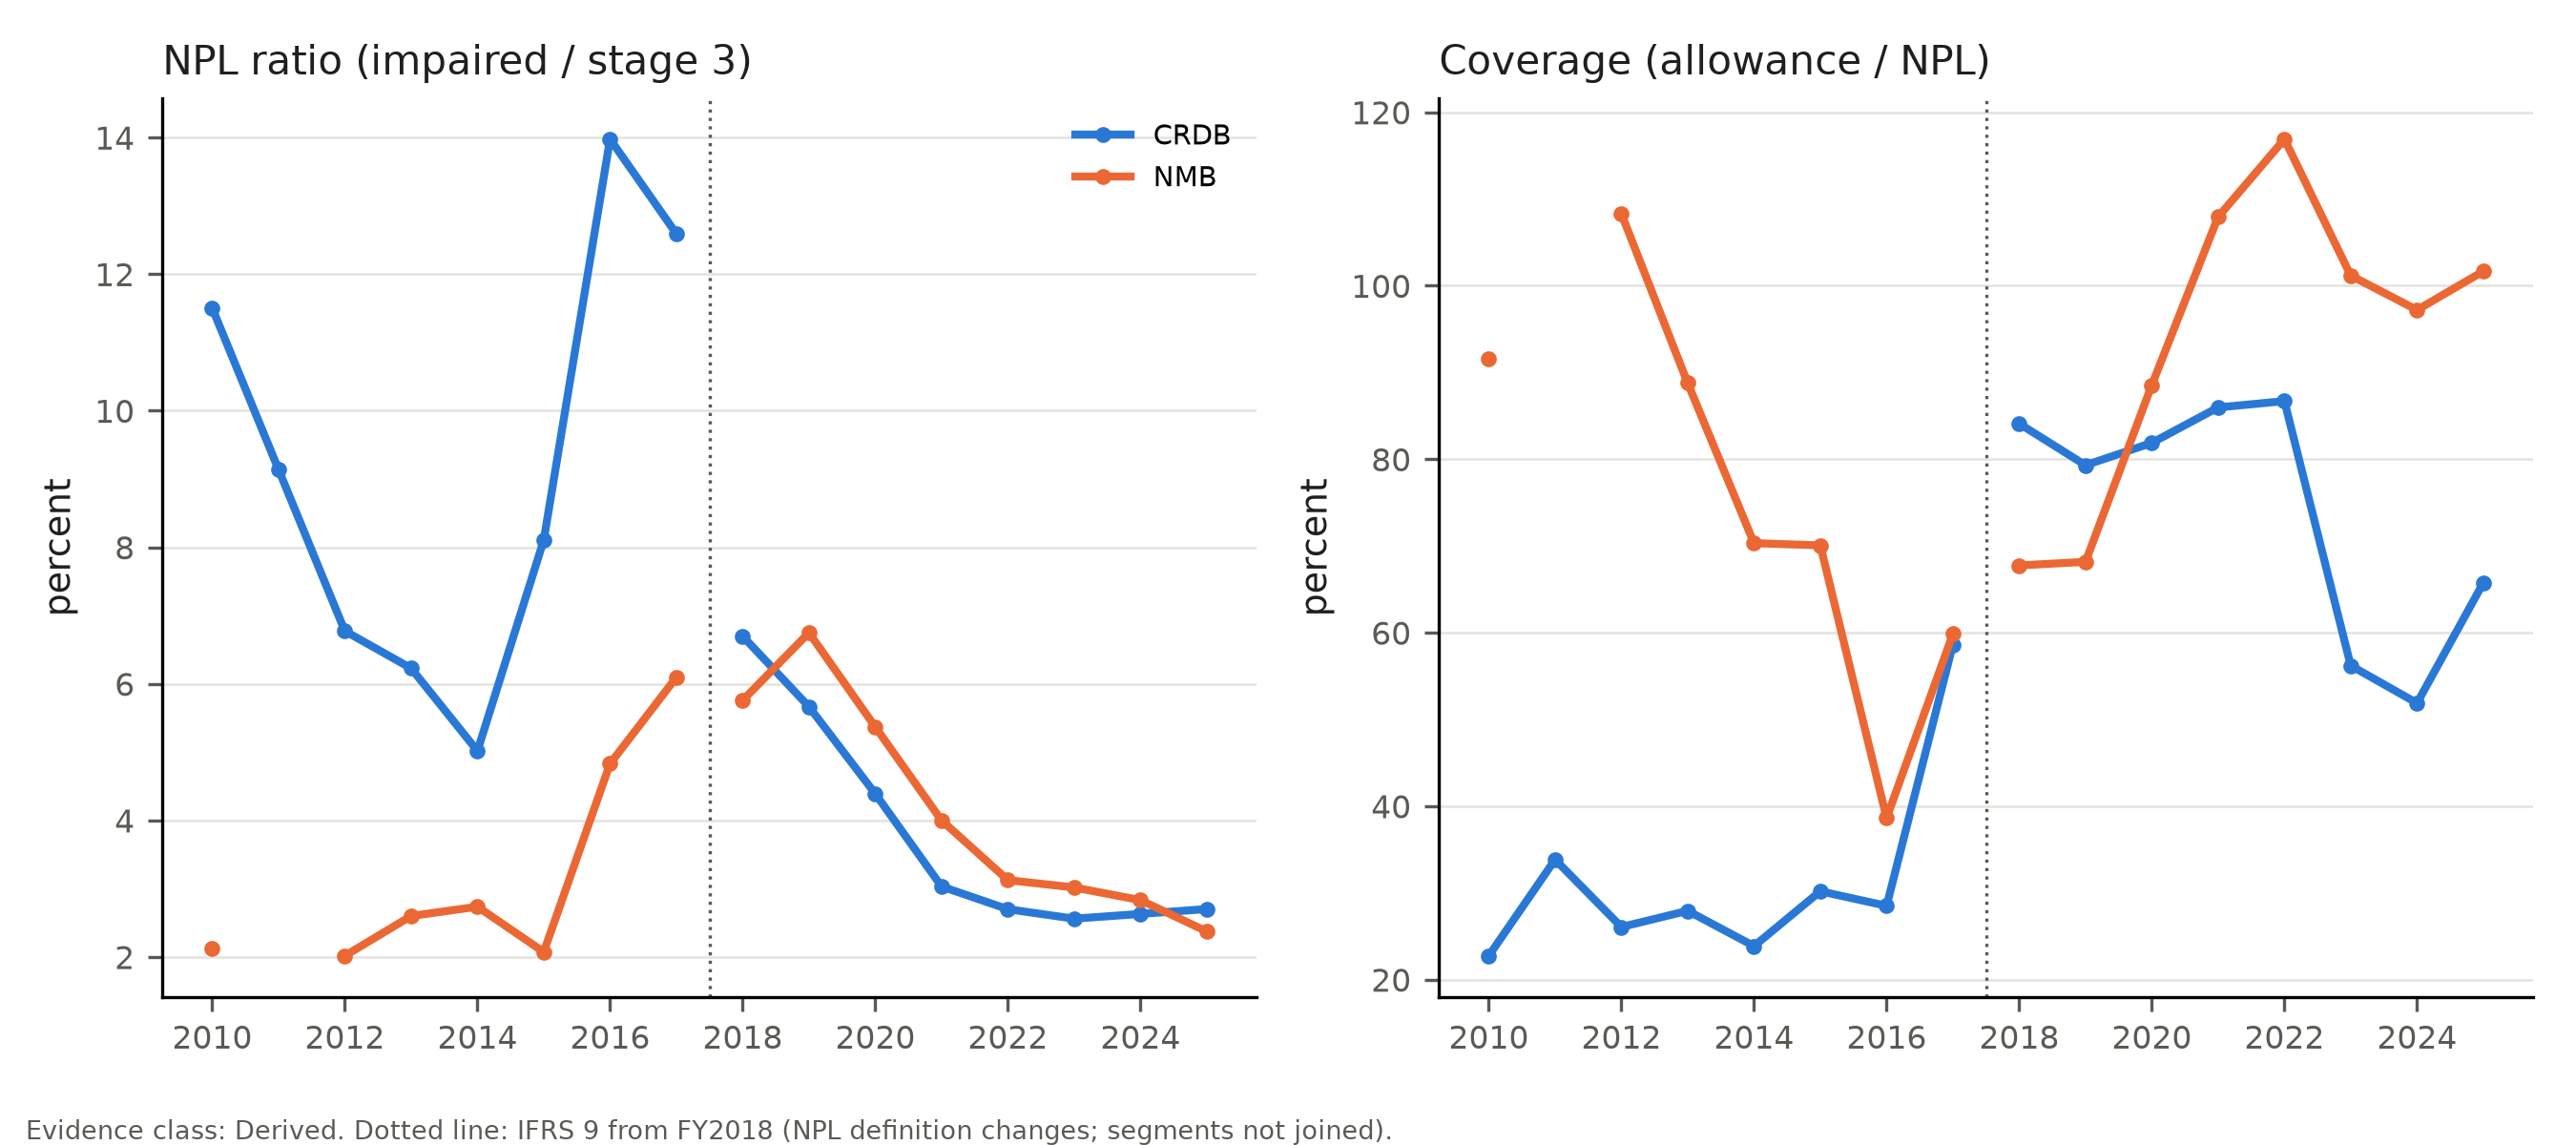 NPL ratio (impaired / stage 3)
CRDB
NMB
14
12
10
8
6
4
2
percent
2010 2012 2014 2016 2018 2020 2022 2024
Coverage (allowance / NPL)
120
100
80
60
40
20
percent
2010 2012 2014 2016 2018 2020 2022 2024
Evidence class: Derived. Dotted line: IFRS 9 from FY2018 (NPL definition changes; segments not joined).